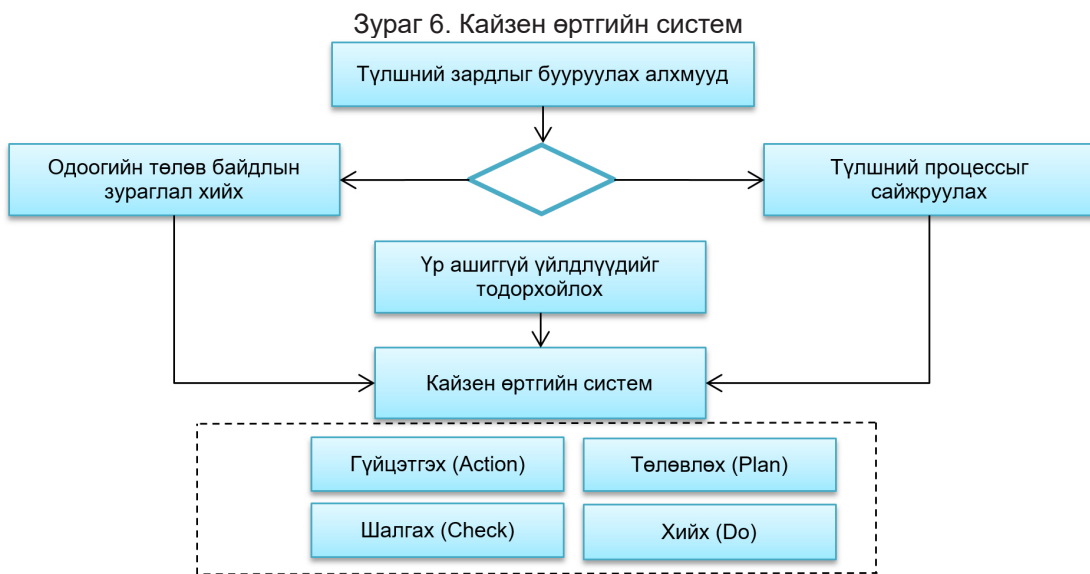 Зураг 6. Кайзен өртгийн систем
Түлшний зардлыг бууруулах алхмууд
Одоогийн төлөв байдлын
зураглал хийх
Түлшний процессыг
сайжруулах
Үр ашиггүй үйлдлүүдийг
тодорхойлох
Кайзен өртгийн систем
Гүйцэтгэх (Action)
Төлөвлөх (Plan)
Шалгах (Check)
Хийх (Do)